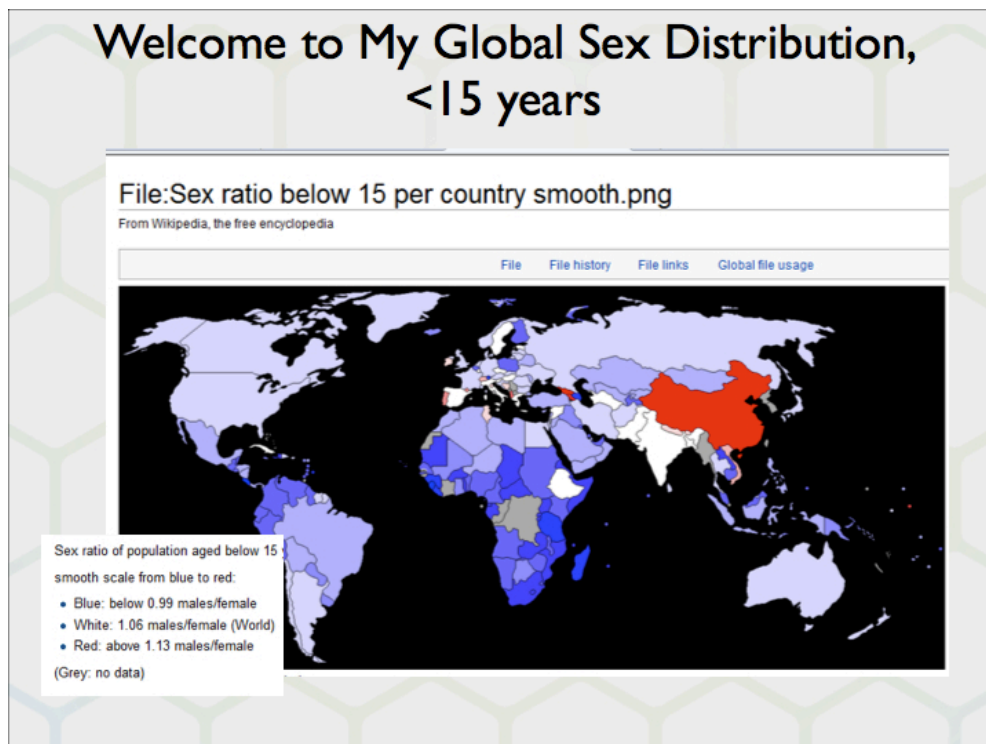 Welcome to My Global Sex Distribution,
<15 years
File:Sex ratio below 15 per country smooth.png
From Wikipedia, the free encyclopedia
File File history File links Global file usage
Sex ratio of population aged below 15
smooth scale from blue to red:
• Blue: below 0.99 males/female
• White: 1.06 males/female (World)
• Red: above 1.13 males/female
(Grey: no data)